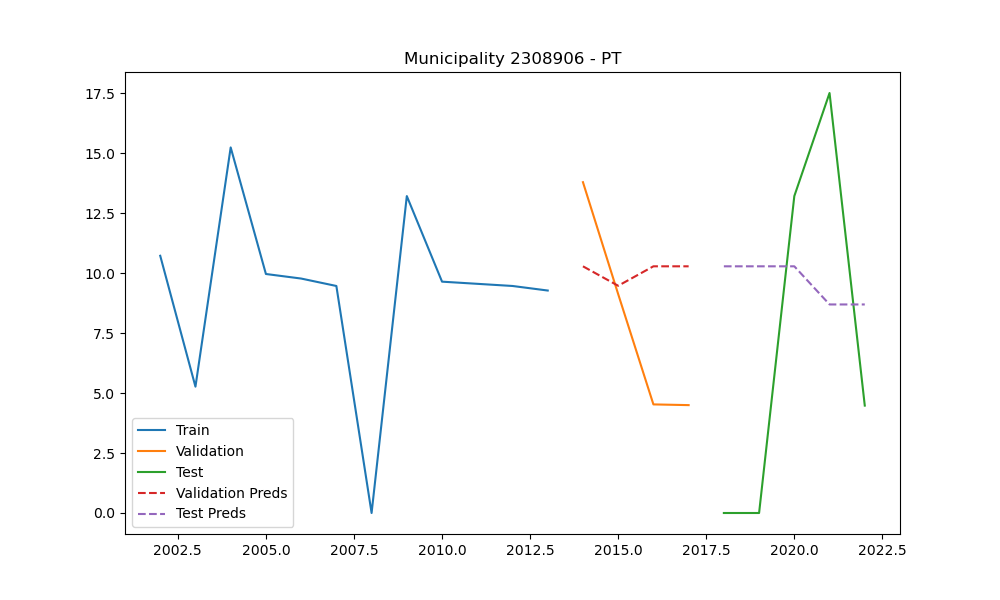 Municipality 2308906 - PT
17.5
15.0
12.5
10.0
7.5
5.0
2.5
0.0
Train
Validation
Test
Validation Preds
Test Preds
2002.5 2005.0 2007.5 2010.0 2012.5 2015.0 2017.5 2020.0 2022.5